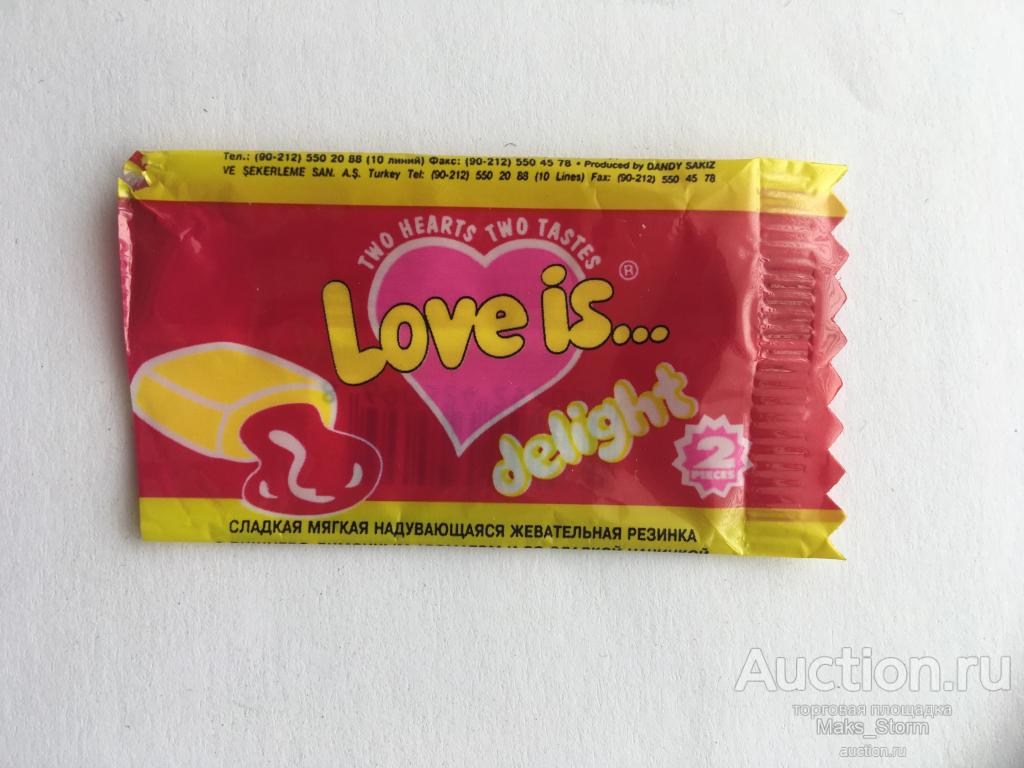 Тел.: (90-212) 550 20 88 (10 линий) Факс: (90-212) 550 45 78 • Produced by DANDY SAKIZ
VE ŞEKERLEME SAN. A.Ş. Turkey Tel: (90-212) 550 20 88 (10 Lines) Fax: (90-212) 550 45 78
TWO HEARTS TWO TASTES
Love is...®
delight
2
PIECES
СЛАДКАЯ МЯГКАЯ НАДУВАЮЩАЯСЯ ЖЕВАТЕЛЬНАЯ РЕЗИНКА
Auction.ru
торговая площадка
Maks_Storm
auction.ru